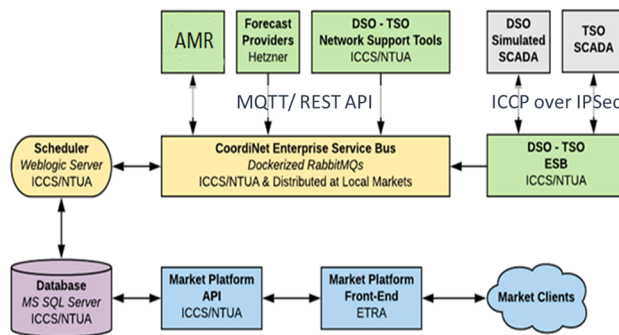 AMR
Forecast
Providers
Hetzner
DSO - TSO
Network Support Tools
ICCS/NTUA
DSO
Simulated
SCADA
TSO
SCADA
MQTT/ REST API
ICCP over IPSec
Scheduler
Weblogic Server
ICCS/NTUA
CoordiNet Enterprise Service Bus
Dockerized RabbitMQs
ICCS/NTUA & Distributed at Local Markets
DSO - TSO
ESB
ICCS/NTUA
Database
MS SQL Server
ICCS/NTUA
Market Platform
API
ICCS/NTUA
Market Platform
Front-End
ETRA
Market Clients